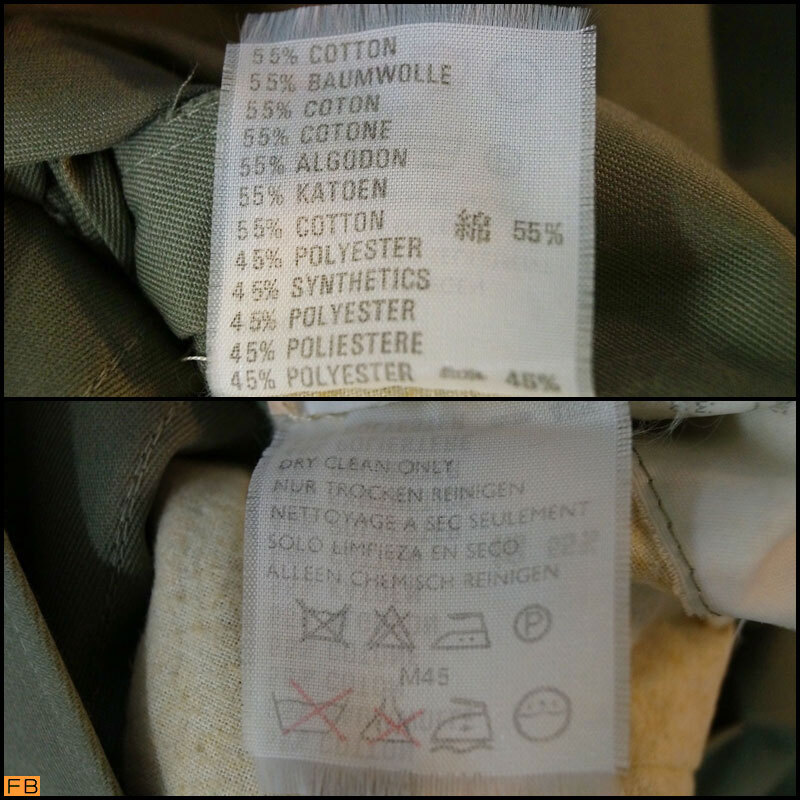 55% COTTON
55% BAUMWOLLE
55% COTON
55% COTONE
55% ALGODON
55% KATOEN
55% COTTON 綿 55%
45% POLYESTER
45% SYNTHETICS
45% POLYESTER
45% POLIESTERE
45% POLYESTER 45%
DRY CLEAN ONLY
NUR TROCKEN REINIGEN
NETTOYAGE A SEC SEULEMENT
SOLO LIMPIEZA EN SECO
ALLEEN CHEMISCH REINIGEN
P
M45
FB